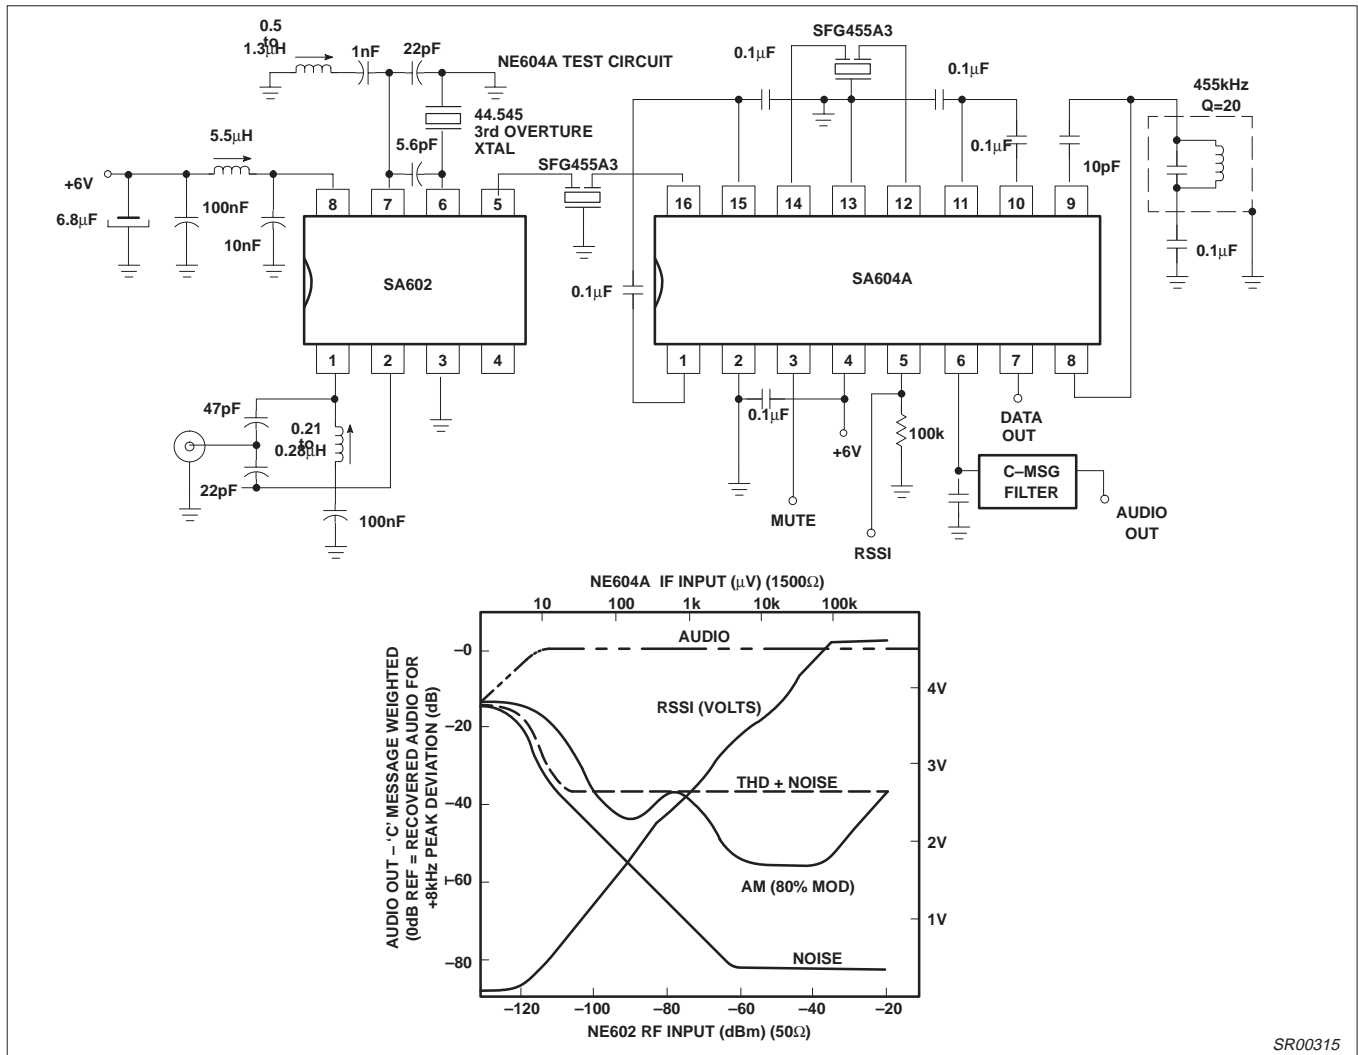 0.5
to
1.3μH
1nF
22pF
NE604A TEST CIRCUIT
44.545
3rd OVERTURE
XTAL
5.6pF
5.5μH
+6V
6.8μF
100nF
10nF
SFG455A3
8
7
6
5
SA602
1
2
3
4
47pF
22pF
0.21
to
0.28μH
100nF
SFG455A3
0.1μF
0.1μF
0.1μF
10pF
455kHz
Q=20
0.1μF
0.1μF
16
15
14
13
12
11
10
9
SA604A
1
2
3
4
5
6
7
8
0.1μF
+6V
100k
MUTE
RSSI
DATA
OUT
C–MSG
FILTER
AUDIO
OUT
NE604A IF INPUT (μV) (1500Ω)
10
100
1k
10k
100k
AUDIO OUT – 'C' MESSAGE WEIGHTED
(0dB REF = RECOVERED AUDIO FOR
+8kHz PEAK DEVIATION (dB)
–0
–20
–40
–60
–80
AUDIO
RSSI (VOLTS)
THD + NOISE
AM (80% MOD)
NOISE
4V
3V
2V
1V
–120
–100
–80
–60
–40
–20
NE602 RF INPUT (dBm) (50Ω)
SR00315